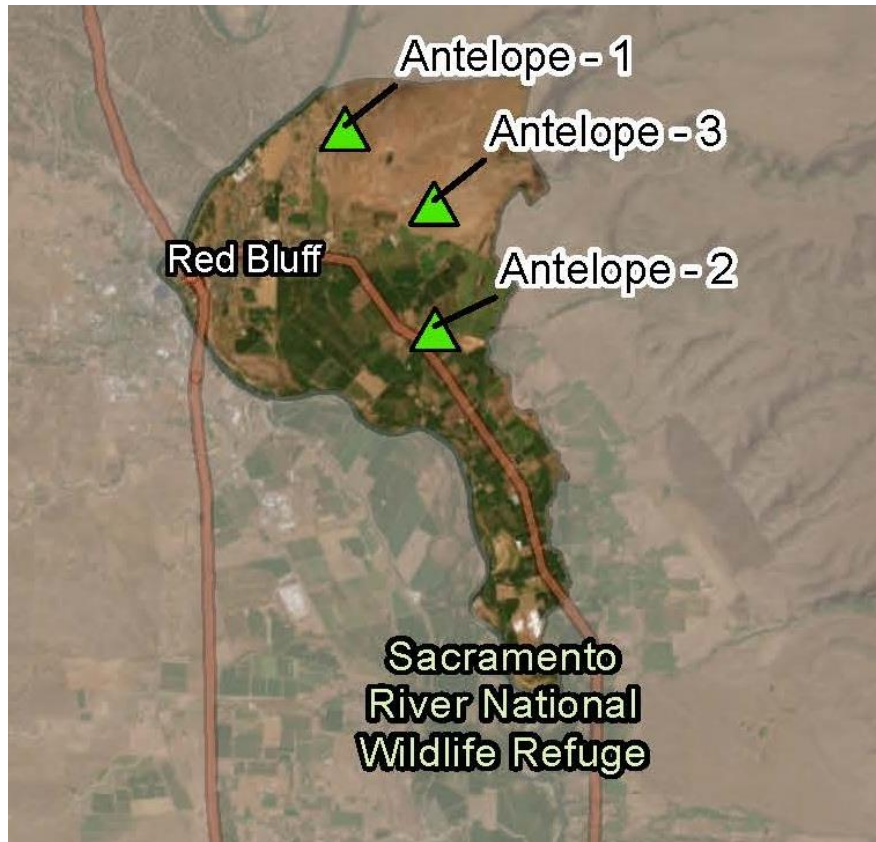 Antelope - 1
Antelope - 3
Red Bluff
Antelope - 2
Sacramento
River National
Wildlife Refuge